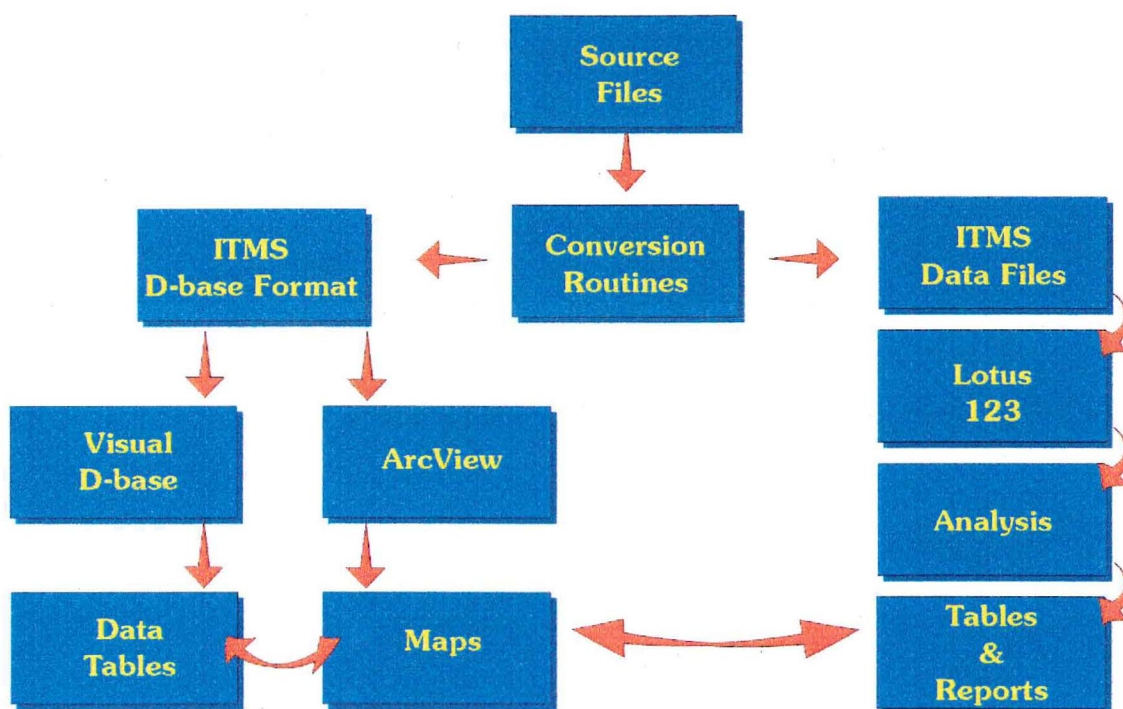 Source
Files
ITMS
D-base Format
Conversion
Routines
ITMS
Data Files
Lotus
123
Visual
D-base
ArcView
Analysis
Data
Tables
Maps
Tables
&
Reports